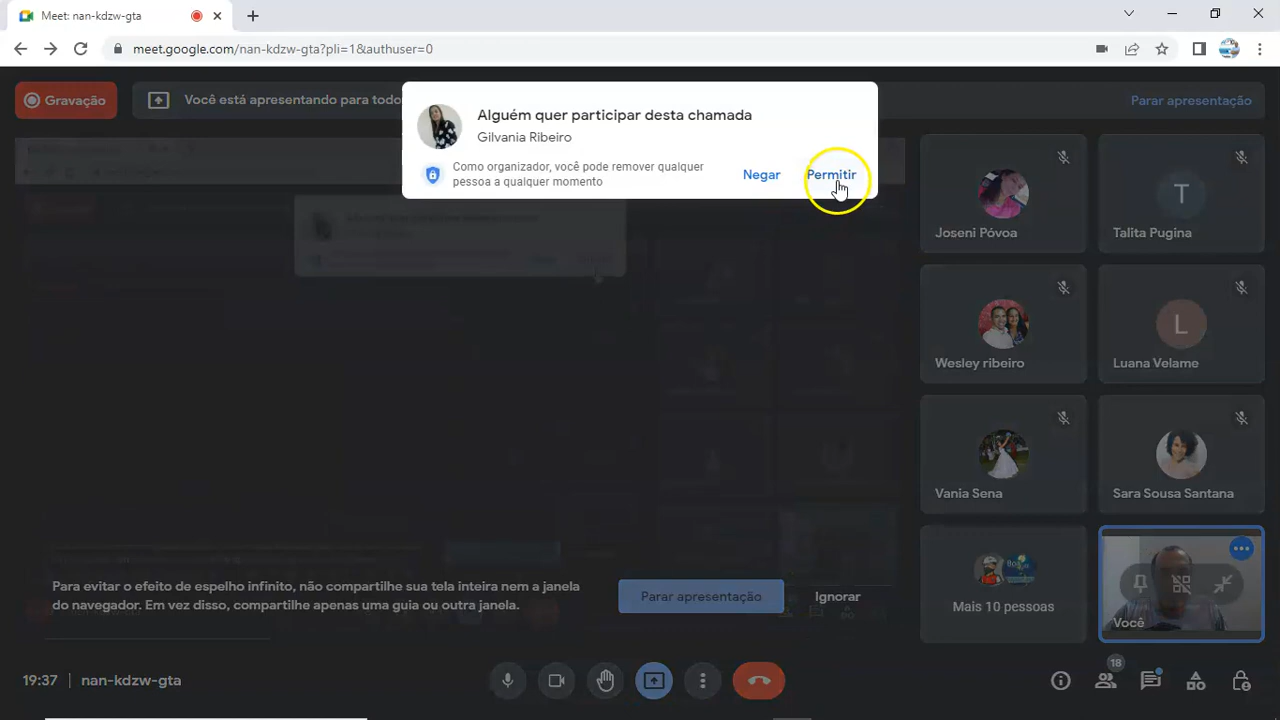 Meet: nan-kdzw-gta
meet.google.com/nan-kdzw-gta?pli=1&authuser=0
Gravação
Você está apresentando para todo
Parar apresentação
Alguém quer participar desta chamada
Gilvania Ribeiro
Como organizador, você pode remover qualquer
pessoa a qualquer momento
Negar
Permitir
Joseni Póvoa
T
Talita Pugina
Wesley ribeiro
L
Luana Velame
Vania Sena
Sara Sousa Santana
Mais 10 pessoas
Você
Para evitar o efeito de espelho infinito, não compartilhe sua tela inteira nem a janela
do navegador. Em vez disso, compartilhe apenas uma guia ou outra janela.
Parar apresentação
Ignorar
19:37
nan-kdzw-gta
18